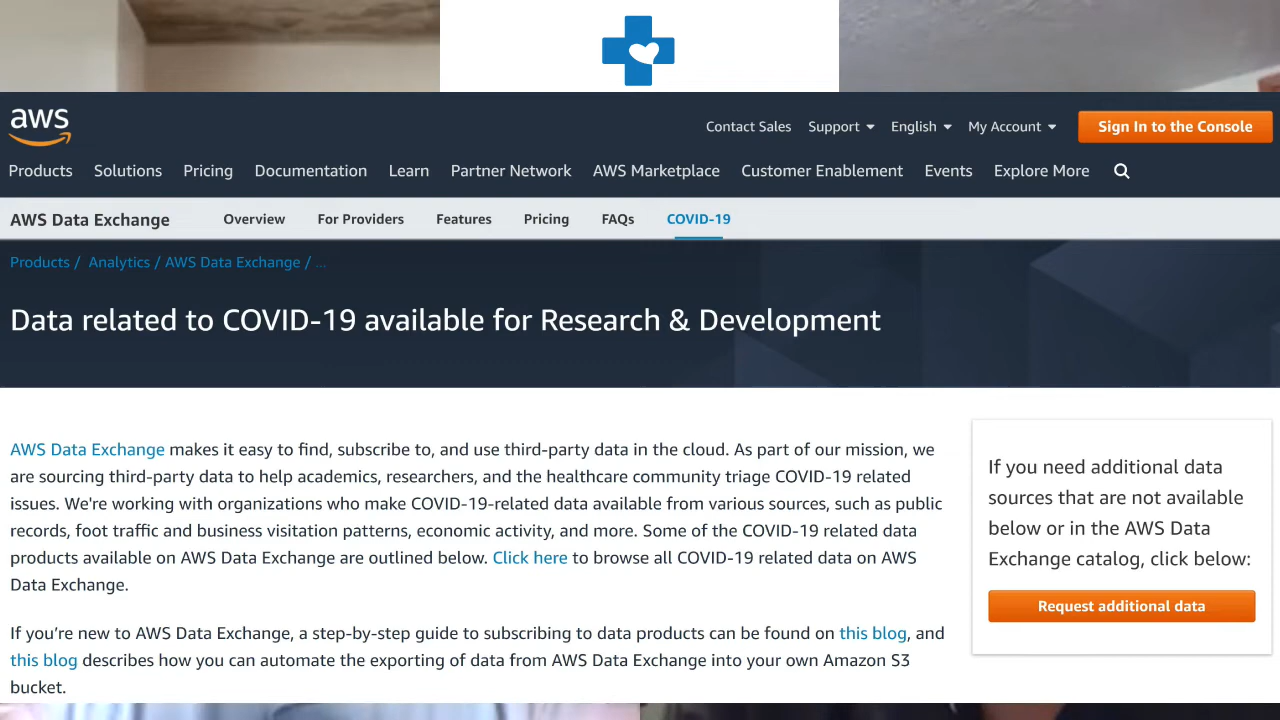 aws
Contact Sales Support English My Account Sign In to the Console
Products Solutions Pricing Documentation Learn Partner Network AWS Marketplace Customer Enablement Events Explore More
AWS Data Exchange Overview For Providers Features Pricing FAQs COVID-19
Products / Analytics / AWS Data Exchange / ...
Data related to COVID-19 available for Research & Development
AWS Data Exchange makes it easy to find, subscribe to, and use third-party data in the cloud. As part of our mission, we
are sourcing third-party data to help academics, researchers, and the healthcare community triage COVID-19 related
issues. We're working with organizations who make COVID-19-related data available from various sources, such as public
records, foot traffic and business visitation patterns, economic activity, and more. Some of the COVID-19 related data
products available on AWS Data Exchange are outlined below. Click here to browse all COVID-19 related data on AWS
Data Exchange.
If you’re new to AWS Data Exchange, a step-by-step guide to subscribing to data products can be found on this blog, and
this blog describes how you can automate the exporting of data from AWS Data Exchange into your own Amazon S3
bucket.
If you need additional data
sources that are not available
below or in the AWS Data
Exchange catalog, click below:
Request additional data